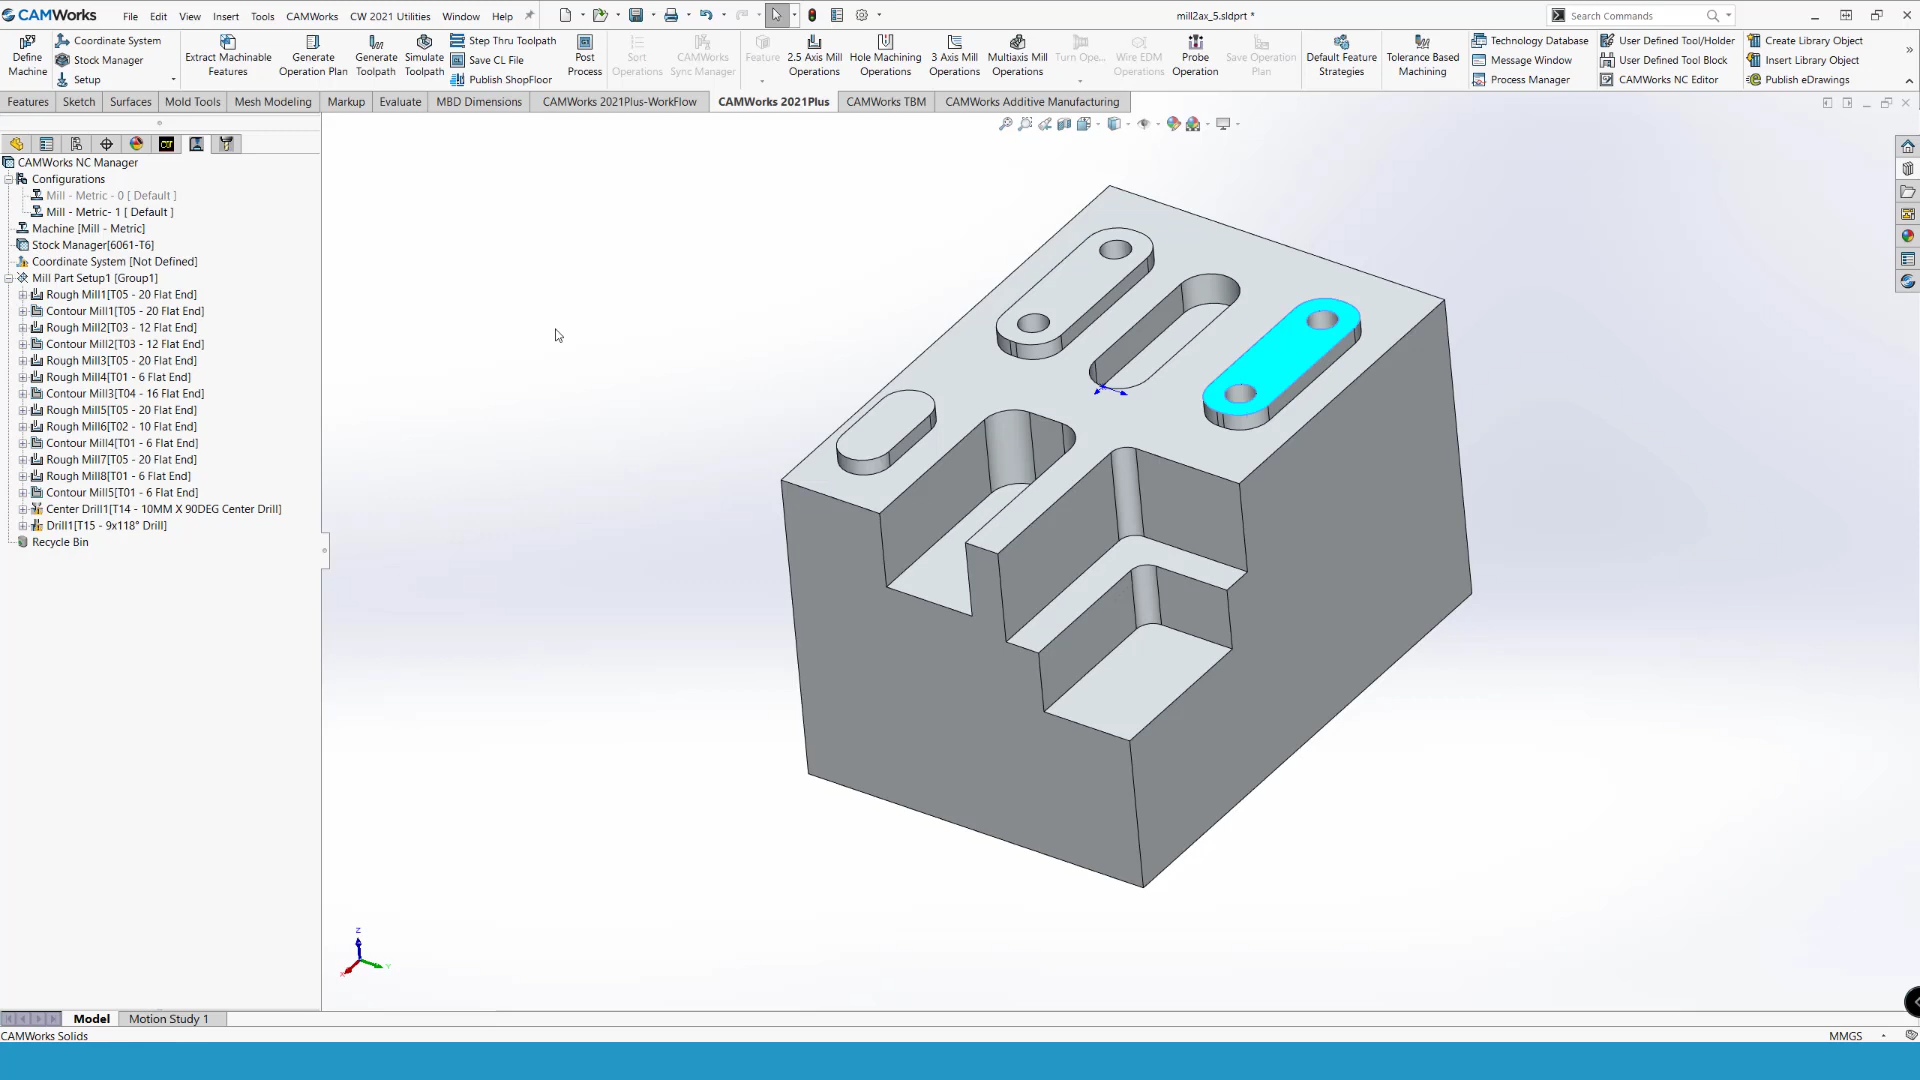 CAMWorks File Edit View Insert Tools CAMWorks CW 2021 Utilities Window Help mill2ax_5.sldprt * Search Commands
Define Machine
Coordinate System
Stock Manager
Setup
Extract Machinable Features
Generate Operation Plan
Generate Toolpath
Simulate Toolpath
Step Thru Toolpath
Save CL File
Publish ShopFloor
Post Process
Sort Operations
CAMWorks Sync Manager
Feature
2.5 Axis Mill Operations
Hole Machining Operations
3 Axis Mill Operations
Multiaxis Mill Operations
Turn Ope...
Wire EDM Operations
Probe Operation
Save Operation Plan
Default Feature Strategies
Tolerance Based Machining
Technology Database
Message Window
Process Manager
User Defined Tool/Holder
User Defined Tool Block
CAMWorks NC Editor
Create Library Object
Insert Library Object
Publish eDrawings
Features Sketch Surfaces Mold Tools Mesh Modeling Markup Evaluate MBD Dimensions CAMWorks 2021Plus-WorkFlow CAMWorks 2021Plus CAMWorks TBM CAMWorks Additive Manufacturing
CAMWorks NC Manager
Configurations
Mill - Metric - 0 [ Default ]
Mill - Metric- 1 [ Default ]
Machine [Mill - Metric]
Stock Manager[6061-T6]
Coordinate System [Not Defined]
Mill Part Setup1 [Group1]
Rough Mill1[T05 - 20 Flat End]
Contour Mill1[T05 - 20 Flat End]
Rough Mill2[T03 - 12 Flat End]
Contour Mill2[T03 - 12 Flat End]
Rough Mill3[T05 - 20 Flat End]
Rough Mill4[T01 - 6 Flat End]
Contour Mill3[T04 - 16 Flat End]
Rough Mill5[T05 - 20 Flat End]
Rough Mill6[T02 - 10 Flat End]
Contour Mill4[T01 - 6 Flat End]
Rough Mill7[T05 - 20 Flat End]
Rough Mill8[T01 - 6 Flat End]
Contour Mill5[T01 - 6 Flat End]
Center Drill1[T14 - 10MM X 90DEG Center Drill]
Drill1[T15 - 9x118° Drill]
Recycle Bin
Z
X
Y
Model Motion Study 1
CAMWorks Solids MMGS